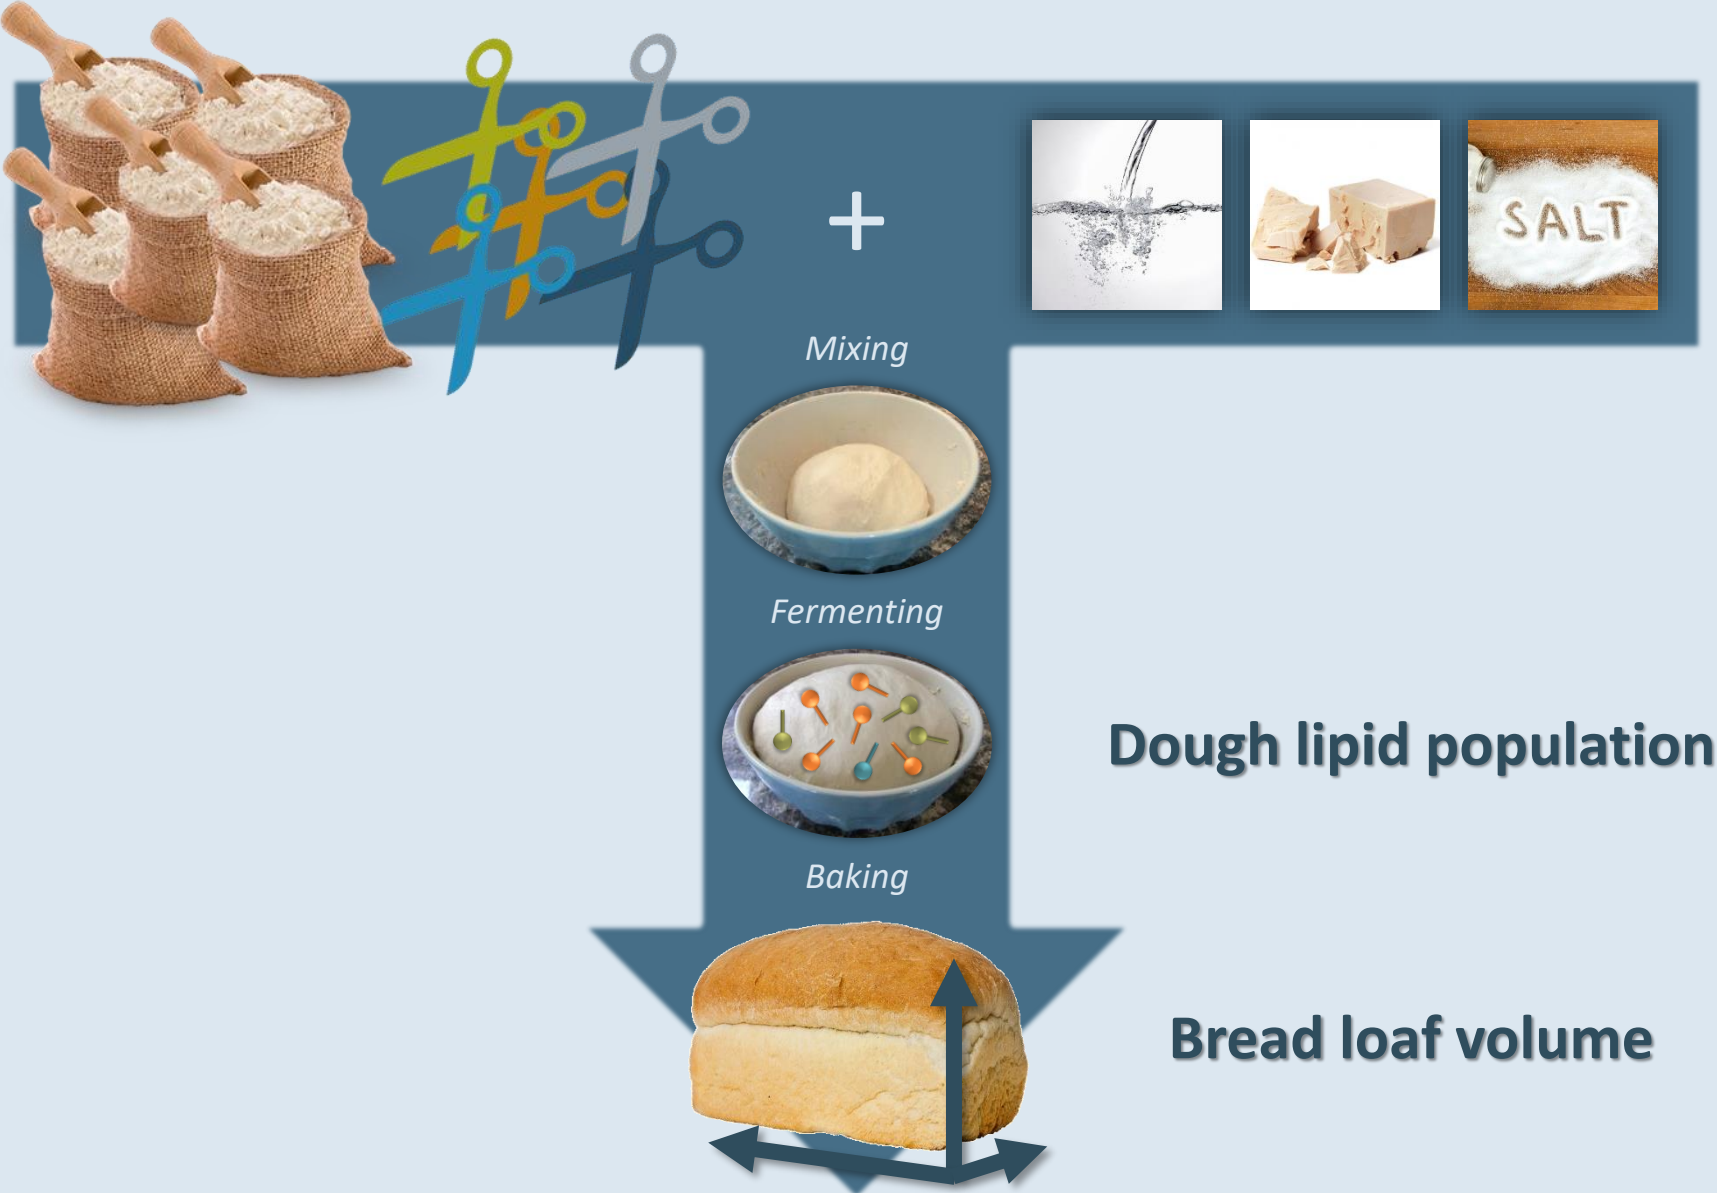 +
SALT
Mixing
Fermenting
Dough lipid population
Baking
Bread loaf volume